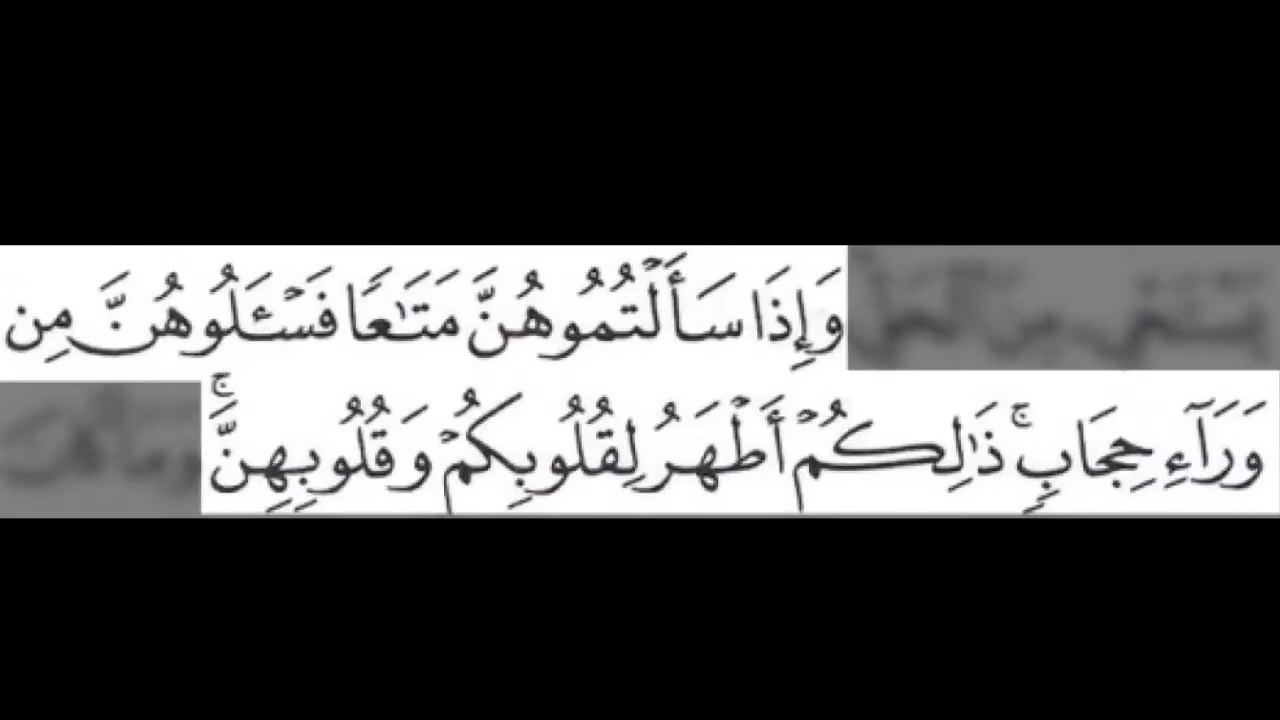 وَإِذَا سَأَلْتُمُوهُنَّ مَتَـٰعًا فَسْـَٔلُوهُنَّ مِن
وَرَآءِ حِجَابٍ ۚ ذَٰلِكُمْ أَطْهَرُ لِقُلُوبِكُمْ وَقُلُوبِهِنَّ ۚ